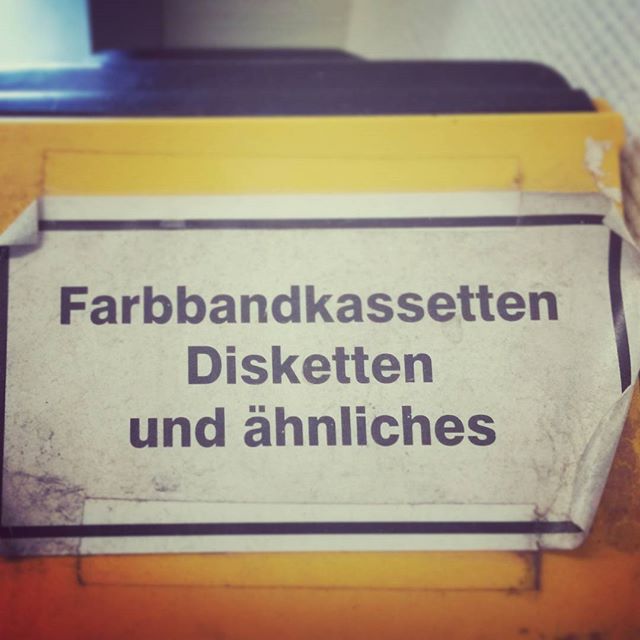 Farbbandkassetten
Disketten
und ähnliches